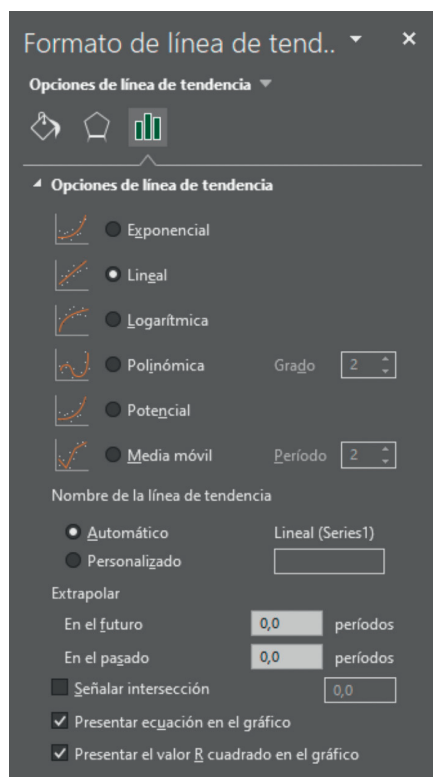 Formato de línea de tend..
Opciones de línea de tendencia
Opciones de línea de tendencia
Exponencial
Lineal
Logarítmica
Polinómica Grado 2
Potencial
Media móvil Período 2
Nombre de la línea de tendencia
Automático Lineal (Series1)
Personalizado
Extrapolar
En el futuro 0,0 períodos
En el pasado 0,0 períodos
Señalar intersección 0,0
Presentar ecuación en el gráfico
Presentar el valor R cuadrado en el gráfico